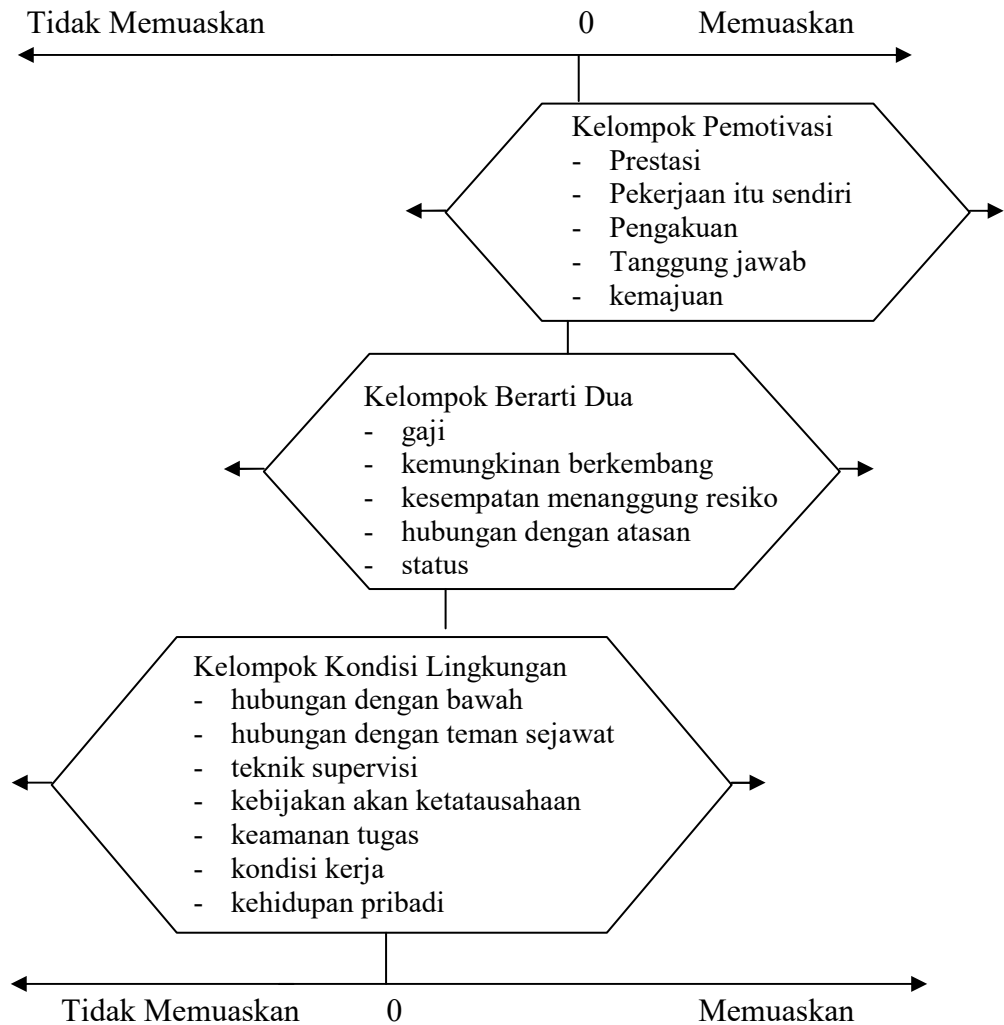 Tidak Memuaskan 0 Memuaskan
Kelompok Pemotivasi
- Prestasi
- Pekerjaan itu sendiri
- Pengakuan
- Tanggung jawab
- kemajuan
Kelompok Berarti Dua
- gaji
- kemungkinan berkembang
- kesempatan menanggung resiko
- hubungan dengan atasan
- status
Kelompok Kondisi Lingkungan
- hubungan dengan bawah
- hubungan dengan teman sejawat
- teknik supervisi
- kebijakan akan ketatausahaan
- keamanan tugas
- kondisi kerja
- kehidupan pribadi
Tidak Memuaskan 0 Memuaskan